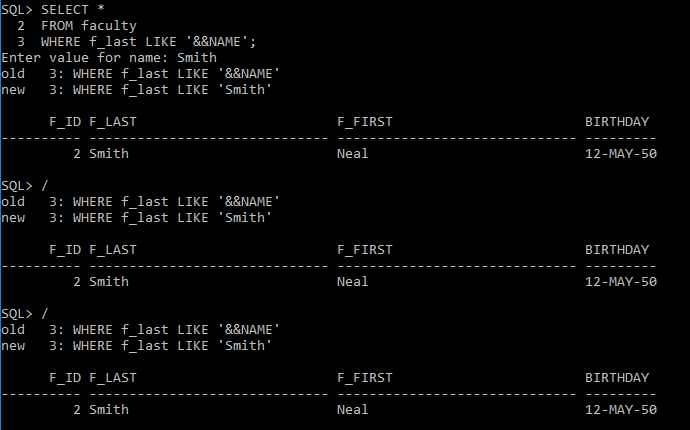 SQL> SELECT *
  2  FROM faculty
  3  WHERE f_last LIKE '&&NAME';
Enter value for name: Smith
old   3: WHERE f_last LIKE '&&NAME'
new   3: WHERE f_last LIKE 'Smith'
      F_ID F_LAST                         F_FIRST                        BIRTHDAY
---------- ------------------------------ ------------------------------ ---------
         2 Smith                          Neal                           12-MAY-50
SQL> /
old   3: WHERE f_last LIKE '&&NAME'
new   3: WHERE f_last LIKE 'Smith'
      F_ID F_LAST                         F_FIRST                        BIRTHDAY
---------- ------------------------------ ------------------------------ ---------
         2 Smith                          Neal                           12-MAY-50
SQL> /
old   3: WHERE f_last LIKE '&&NAME'
new   3: WHERE f_last LIKE 'Smith'
      F_ID F_LAST                         F_FIRST                        BIRTHDAY
---------- ------------------------------ ------------------------------ ---------
         2 Smith                          Neal                           12-MAY-50